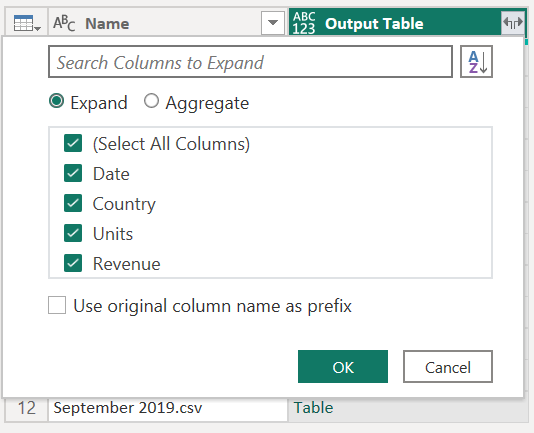 ABC Name ABC 123 Output Table
Search Columns to Expand
A Z
Expand Aggregate
(Select All Columns)
Date
Country
Units
Revenue
Use original column name as prefix
OK Cancel
12 September 2019.csv Table